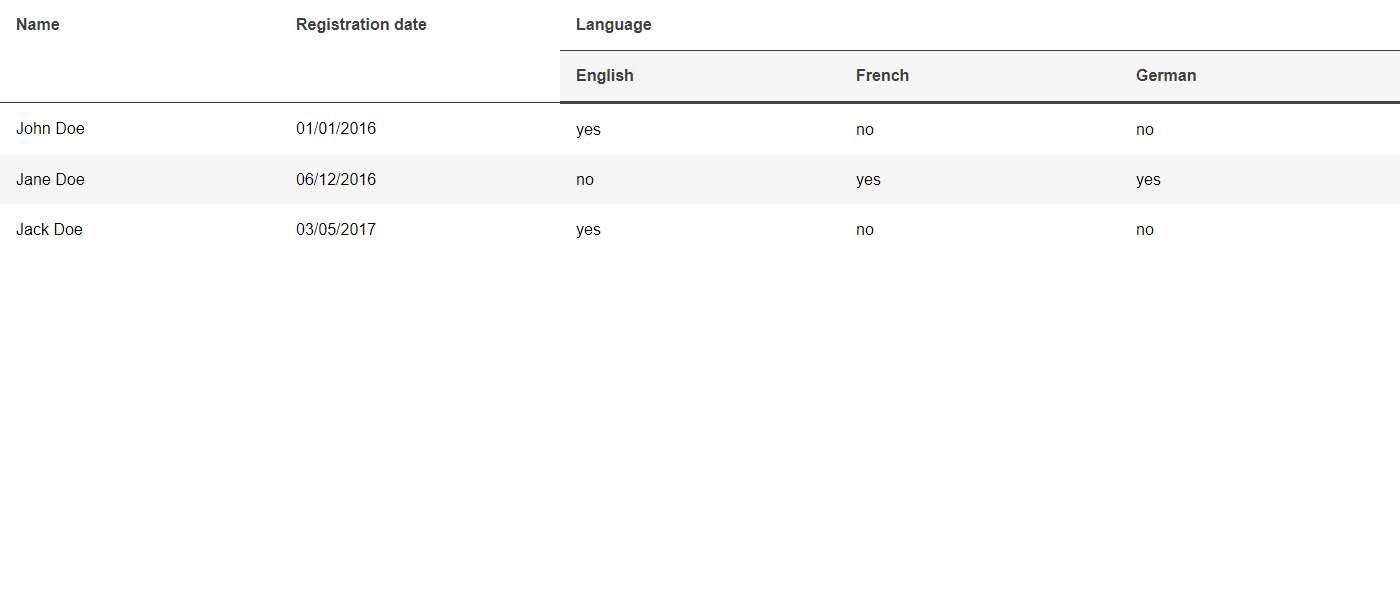 Name Registration date Language
English French German
John Doe 01/01/2016 yes no no
Jane Doe 06/12/2016 no yes yes
Jack Doe 03/05/2017 yes no no